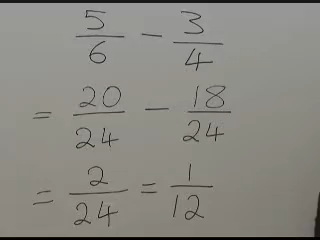 5/6 - 3/4
= 20/24 - 18/24
= 2/24 = 1/12